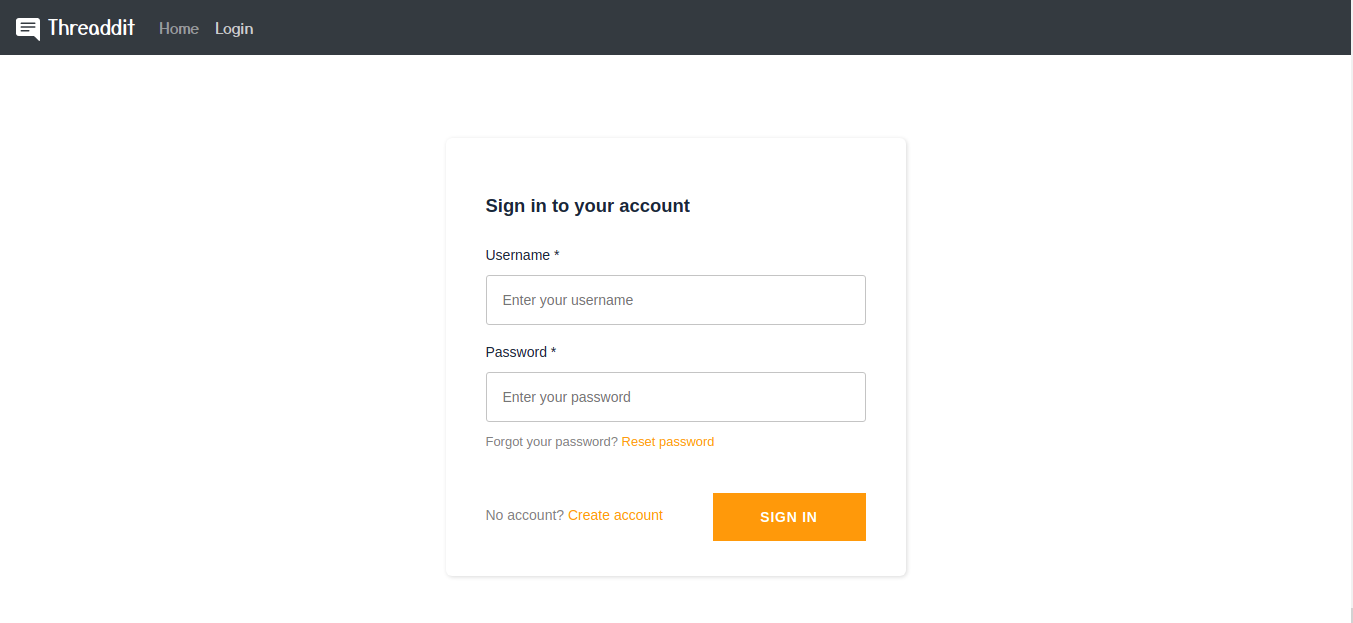 Threaddit Home Login
Sign in to your account
Username *
Enter your username
Password *
Enter your password
Forgot your password? Reset password
No account? Create account
SIGN IN